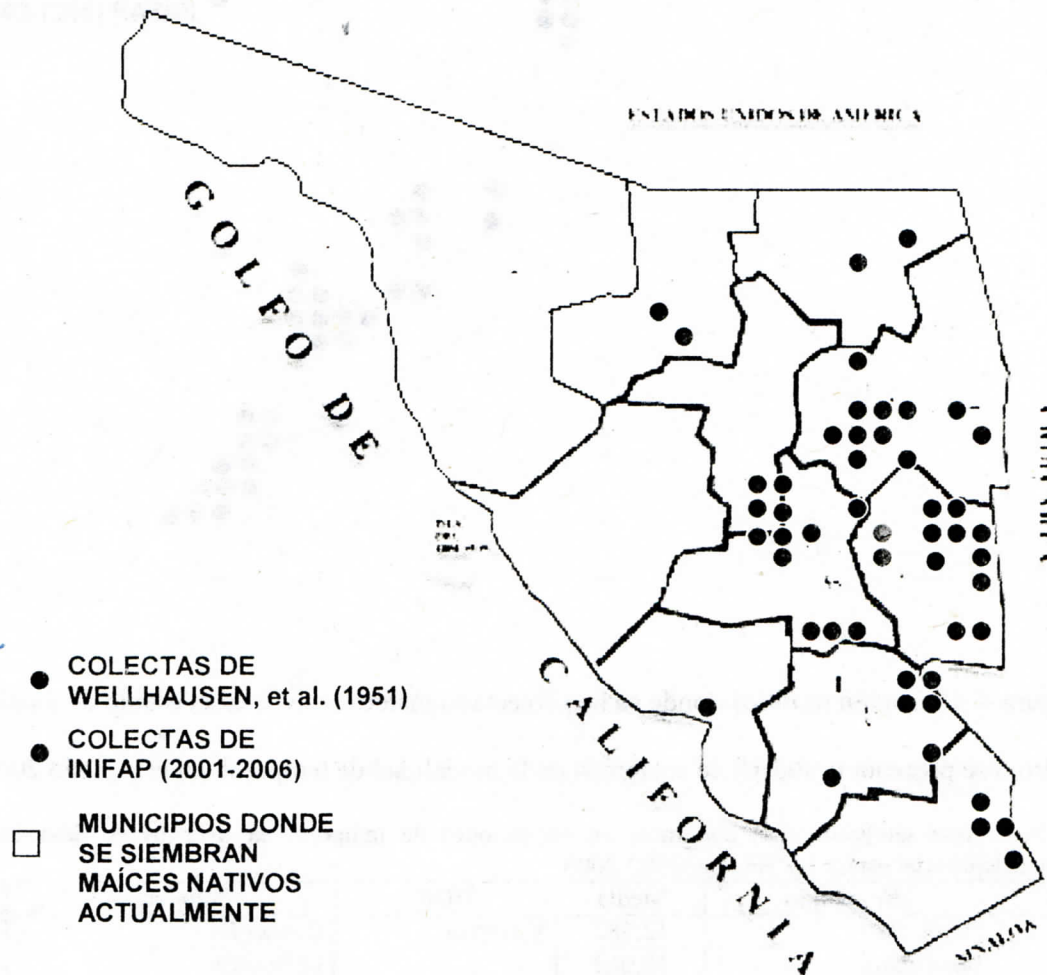 ESTADOS UNIDOS DE AMERICA
GOLFO DE
CALIFORNIA
SINALOA
COLECTAS DE
WELLHAUSEN, et al. (1951)
COLECTAS DE
INIFAP (2001-2006)
MUNICIPIOS DONDE
SE SIEMBRAN
MAÍCES NATIVOS
ACTUALMENTE